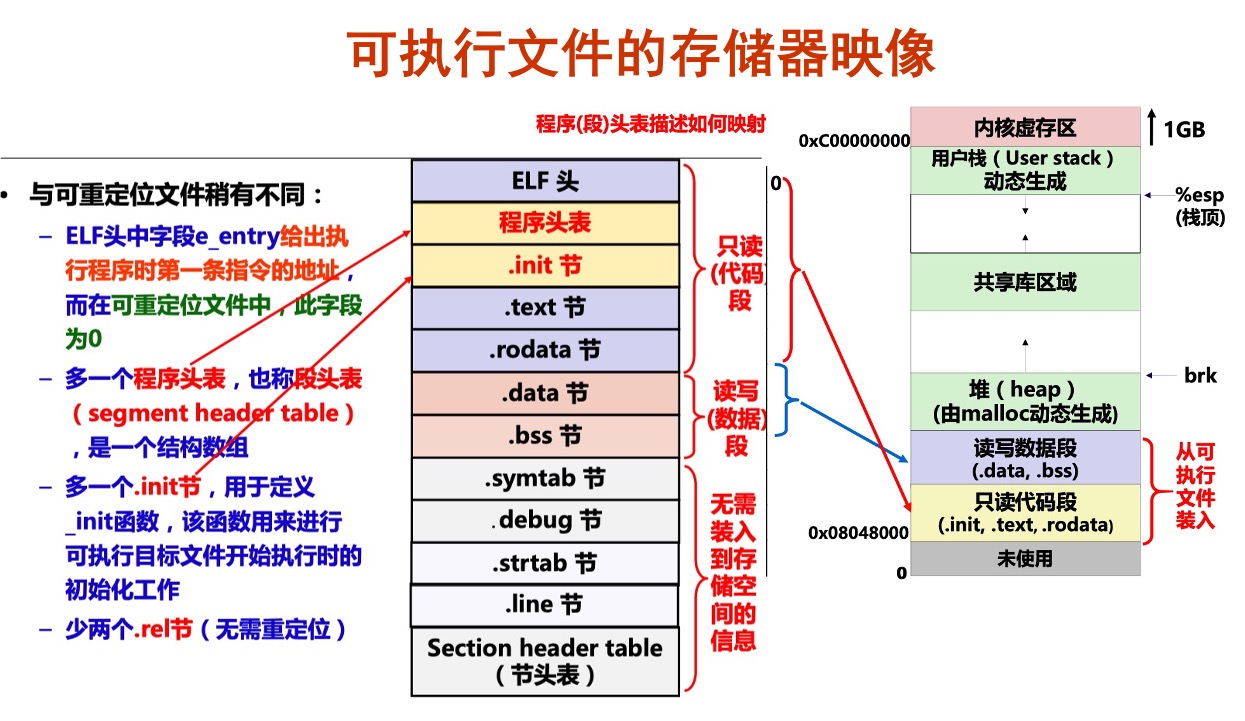 可执行文件的存储器映像
程序(段)头表描述如何映射
• 与可重定位文件稍有不同：
– ELF头中字段e_entry给出执
行程序时第一条指令的地址，
而在可重定位文件中，此字段
为0
– 多一个程序头表，也称段头表
（segment header table）
，是一个结构数组
– 多一个.init节，用于定义
_init函数，该函数用来进行
可执行目标文件开始执行时的
初始化工作
– 少两个.rel节（无需重定位）
ELF 头
程序头表
.init 节
.text 节
.rodata 节
.data 节
.bss 节
.symtab 节
.debug 节
.strtab 节
.line 节
Section header table
（节头表）
只读
(代码)
段
读写
(数据)
段
无需
装入
到存
储空
间的
信息
0
0xC00000000
0x08048000
0
内核虚存区
用户栈（User stack）
动态生成
共享库区域
堆（heap）
(由malloc动态生成)
读写数据段
(.data, .bss)
只读代码段
(.init, .text, .rodata)
未使用
1GB
%esp
(栈顶)
brk
从可
执行
文件
装入